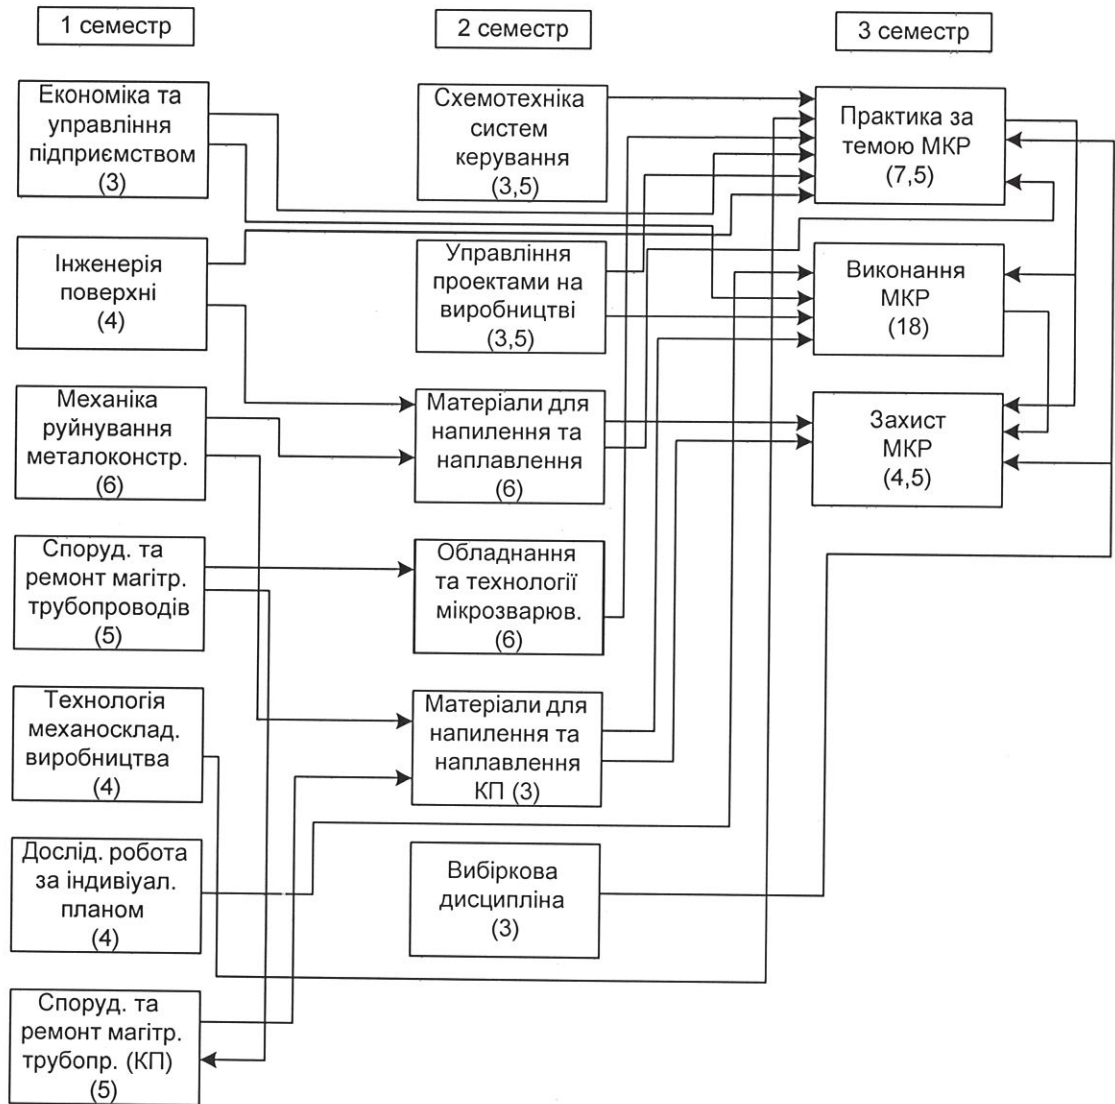 1 семестр
2 семестр
3 семестр
Економіка та
управління
підприємством
(3)
Інженерія
поверхні
(4)
Механіка
руйнування
металоконстр.
(6)
Споруд. та
ремонт магітр.
трубопроводів
(5)
Технологія
механосклад.
виробництва
(4)
Дослід. робота
за індивіуал.
планом
(4)
Споруд. та
ремонт магітр.
трубопр. (КП)
(5)
Схемотехніка
систем
керування
(3,5)
Управління
проектами на
виробництві
(3,5)
Матеріали для
напилення та
наплавлення
(6)
Обладнання
та технології
мікрозварюв.
(6)
Матеріали для
напилення та
наплавлення
КП (3)
Вибіркова
дисципліна
(3)
Практика за
темою МКР
(7,5)
Виконання
МКР
(18)
Захист
МКР
(4,5)